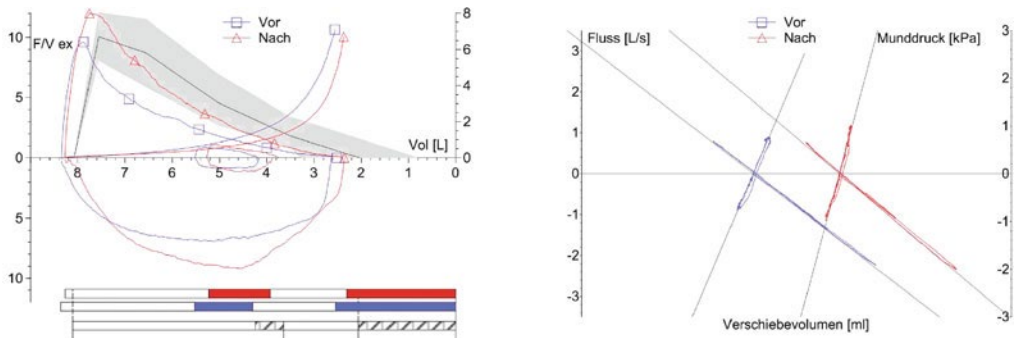 Vor
Nach
F/V ex
Vol [L]
10
5
0
5
10
8
6
4
2
0
8 7 6 5 4 3 2 1 0
Vor
Nach
Fluss [L/s]
Munddruck [kPa]
3
2
1
0
-1
-2
-3
3
2
1
0
-1
-2
-3
Verschiebevolumen [ml]